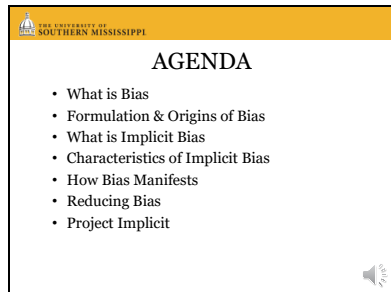 THE UNIVERSITY OF
SOUTHERN MISSISSIPPI
AGENDA
• What is Bias
• Formulation & Origins of Bias
• What is Implicit Bias
• Characteristics of Implicit Bias
• How Bias Manifests
• Reducing Bias
• Project Implicit